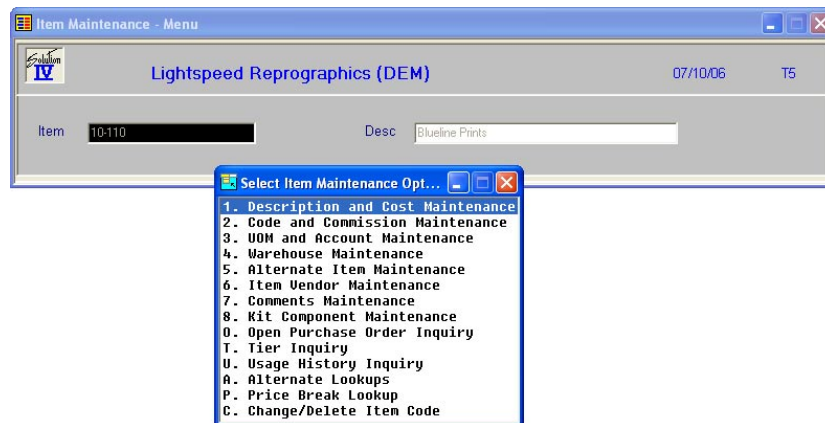 Item Maintenance - Menu
Solution
IV
Lightspeed Reprographics (DEM)
07/10/06
T5
Item
10-110
Desc
Blueline Prints
Select Item Maintenance Opt...
1. Description and Cost Maintenance
2. Code and Commission Maintenance
3. UOM and Account Maintenance
4. Warehouse Maintenance
5. Alternate Item Maintenance
6. Item Vendor Maintenance
7. Comments Maintenance
8. Kit Component Maintenance
O. Open Purchase Order Inquiry
T. Tier Inquiry
U. Usage History Inquiry
A. Alternate Lookups
P. Price Break Lookup
C. Change/Delete Item Code